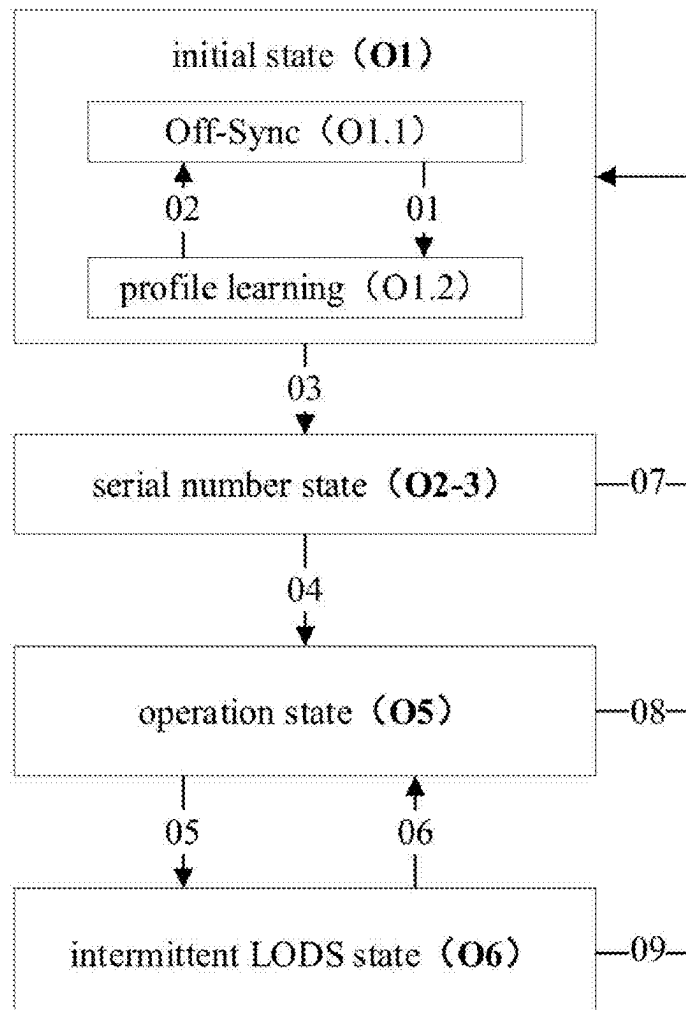 initial state（O1）
Off-Sync（O1.1）
02 01
profile learning（O1.2）
03
serial number state（O2-3） 07
04
operation state（O5） 08
05 06
intermittent LODS state（O6） 09